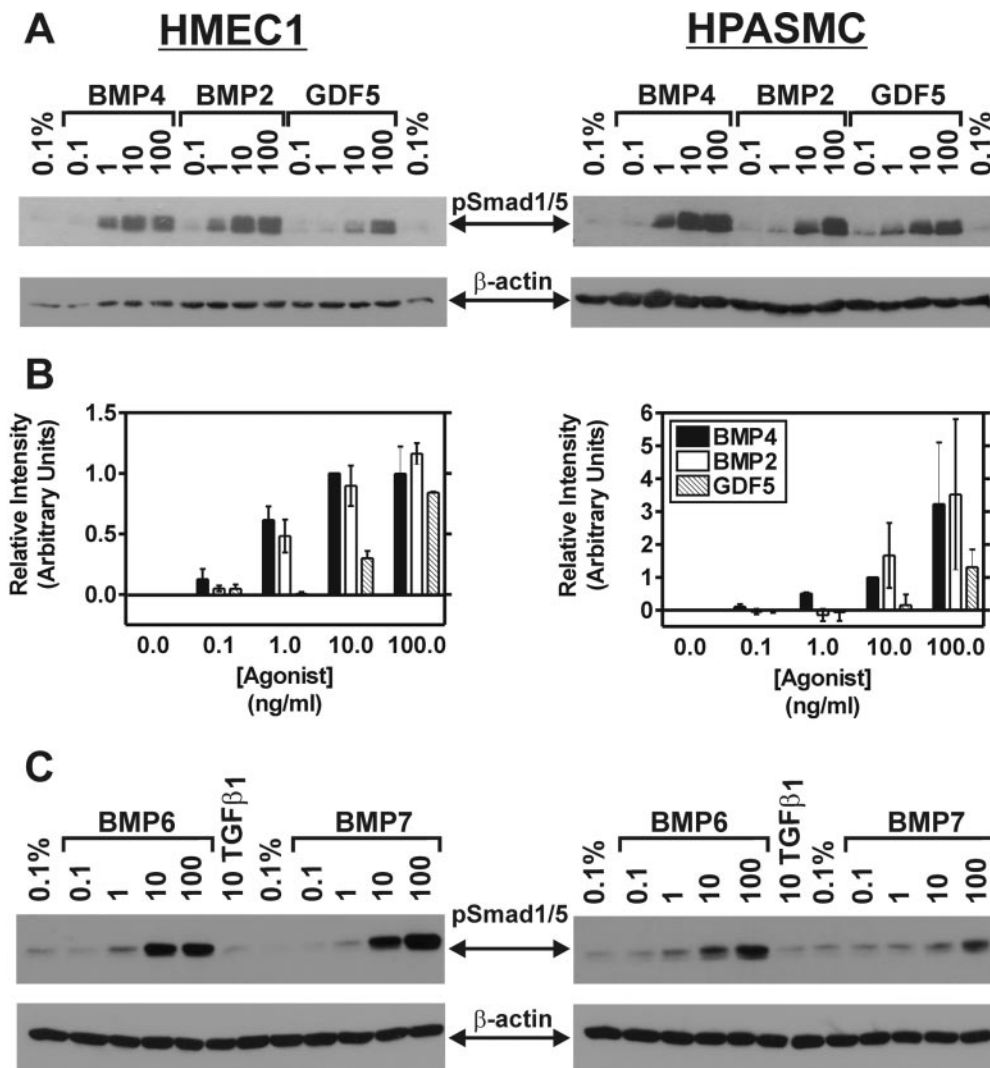 A
HMEC1
HPASMC
BMP4 BMP2 GDF5
BMP4 BMP2 GDF5
0.1% 0.1 1 10 100 0.1 1 10 100 0.1 1 10 100 0.1%
0.1% 0.1 1 10 100 0.1 1 10 100 0.1 1 10 100 0.1%
pSmad1/5
β-actin
B
Relative Intensity
(Arbitrary Units)
1.5
1.0
0.5
0.0
0.0 0.1 1.0 10.0 100.0
[Agonist]
(ng/ml)
Relative Intensity
(Arbitrary Units)
6
5
4
3
2
1
0
BMP4
BMP2
GDF5
0.0 0.1 1.0 10.0 100.0
[Agonist]
(ng/ml)
C
BMP6 BMP7
0.1% 0.1 1 10 100 10 TGFβ1 0.1% 0.1 1 10 100
BMP6 BMP7
0.1% 0.1 1 10 100 10 TGFβ1 0.1% 0.1 1 10 100
pSmad1/5
β-actin